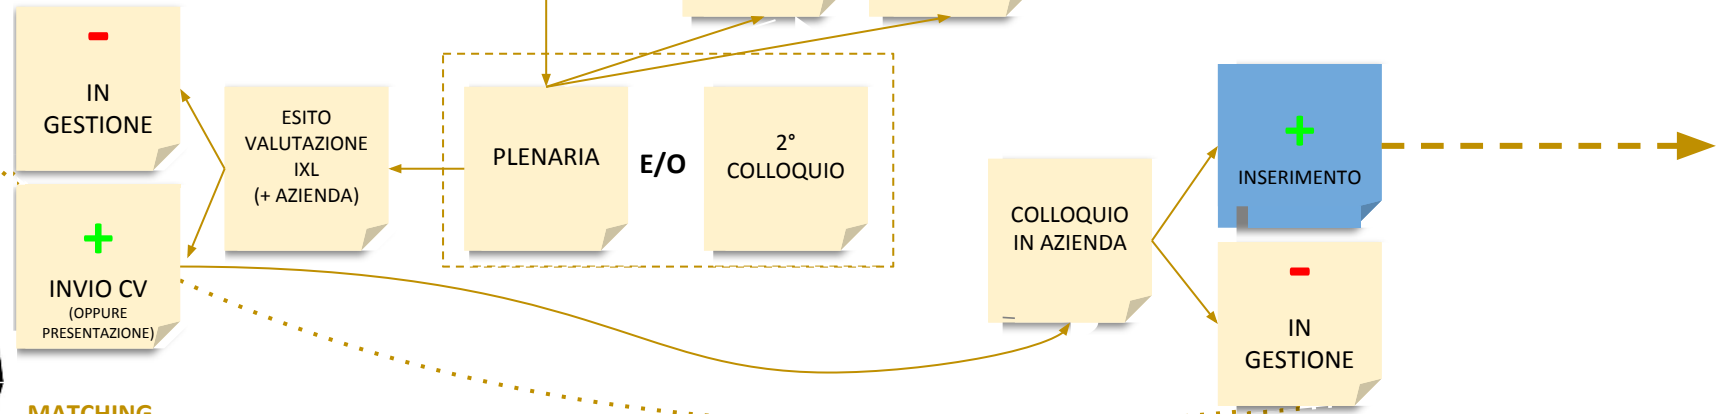 -
IN
GESTIONE
ESITO
VALUTAZIONE
IXL
(+ AZIENDA)
PLENARIA
E/O
2°
COLLOQUIO
+
INVIO CV
(OPPURE
PRESENTAZIONE)
COLLOQUIO
IN AZIENDA
+
INSERIMENTO
-
IN
GESTIONE
MATCHING